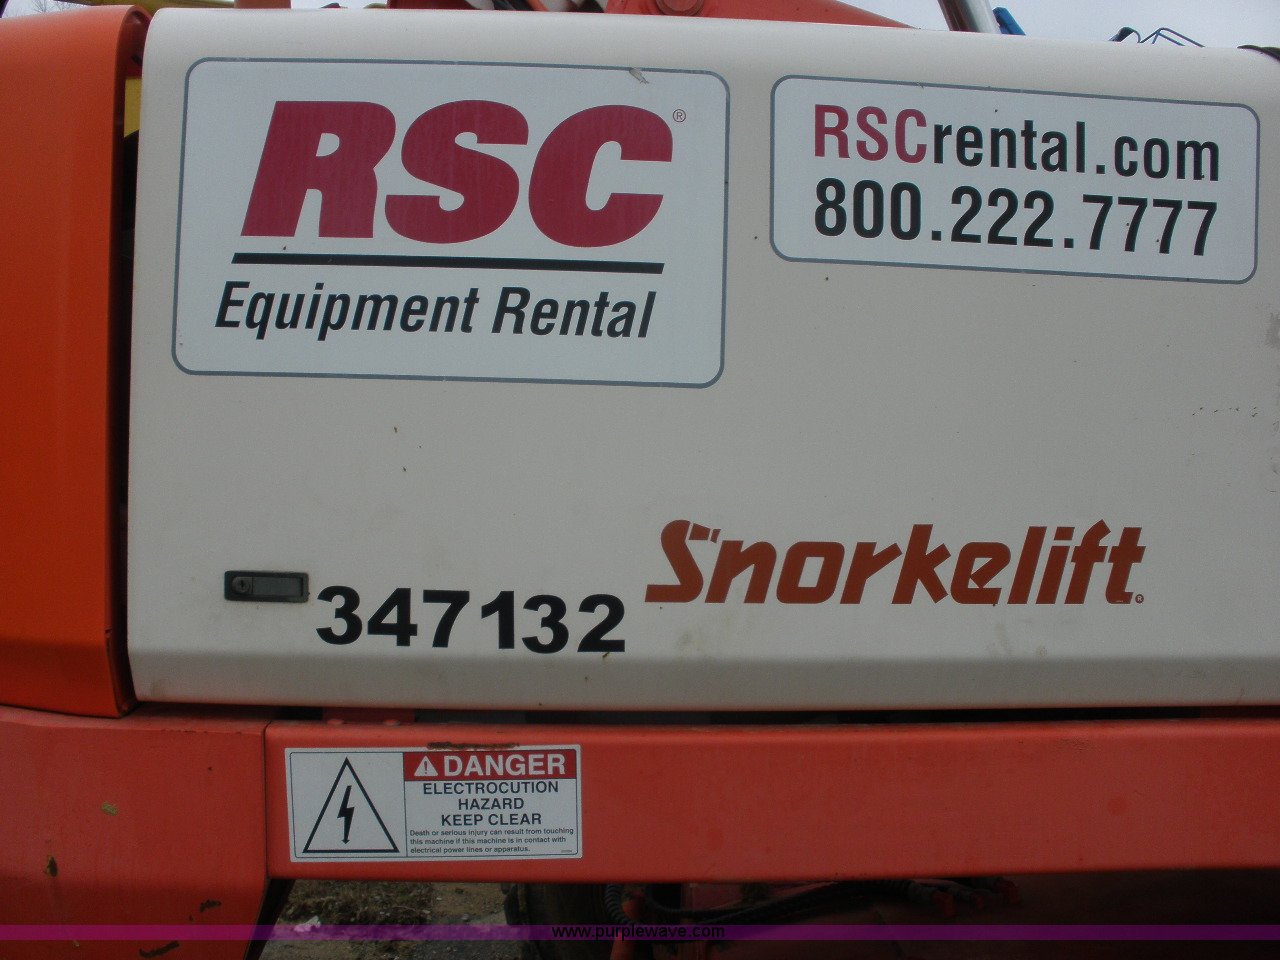 RSC®
Equipment Rental
RSCrental.com
800.222.7777
Snorkelift®
347132
DANGER
ELECTROCUTION
HAZARD
KEEP CLEAR
Death or serious injury can result from touching
this machine if this machine is in contact with
electrical power lines or apparatus.
www.purplewave.com